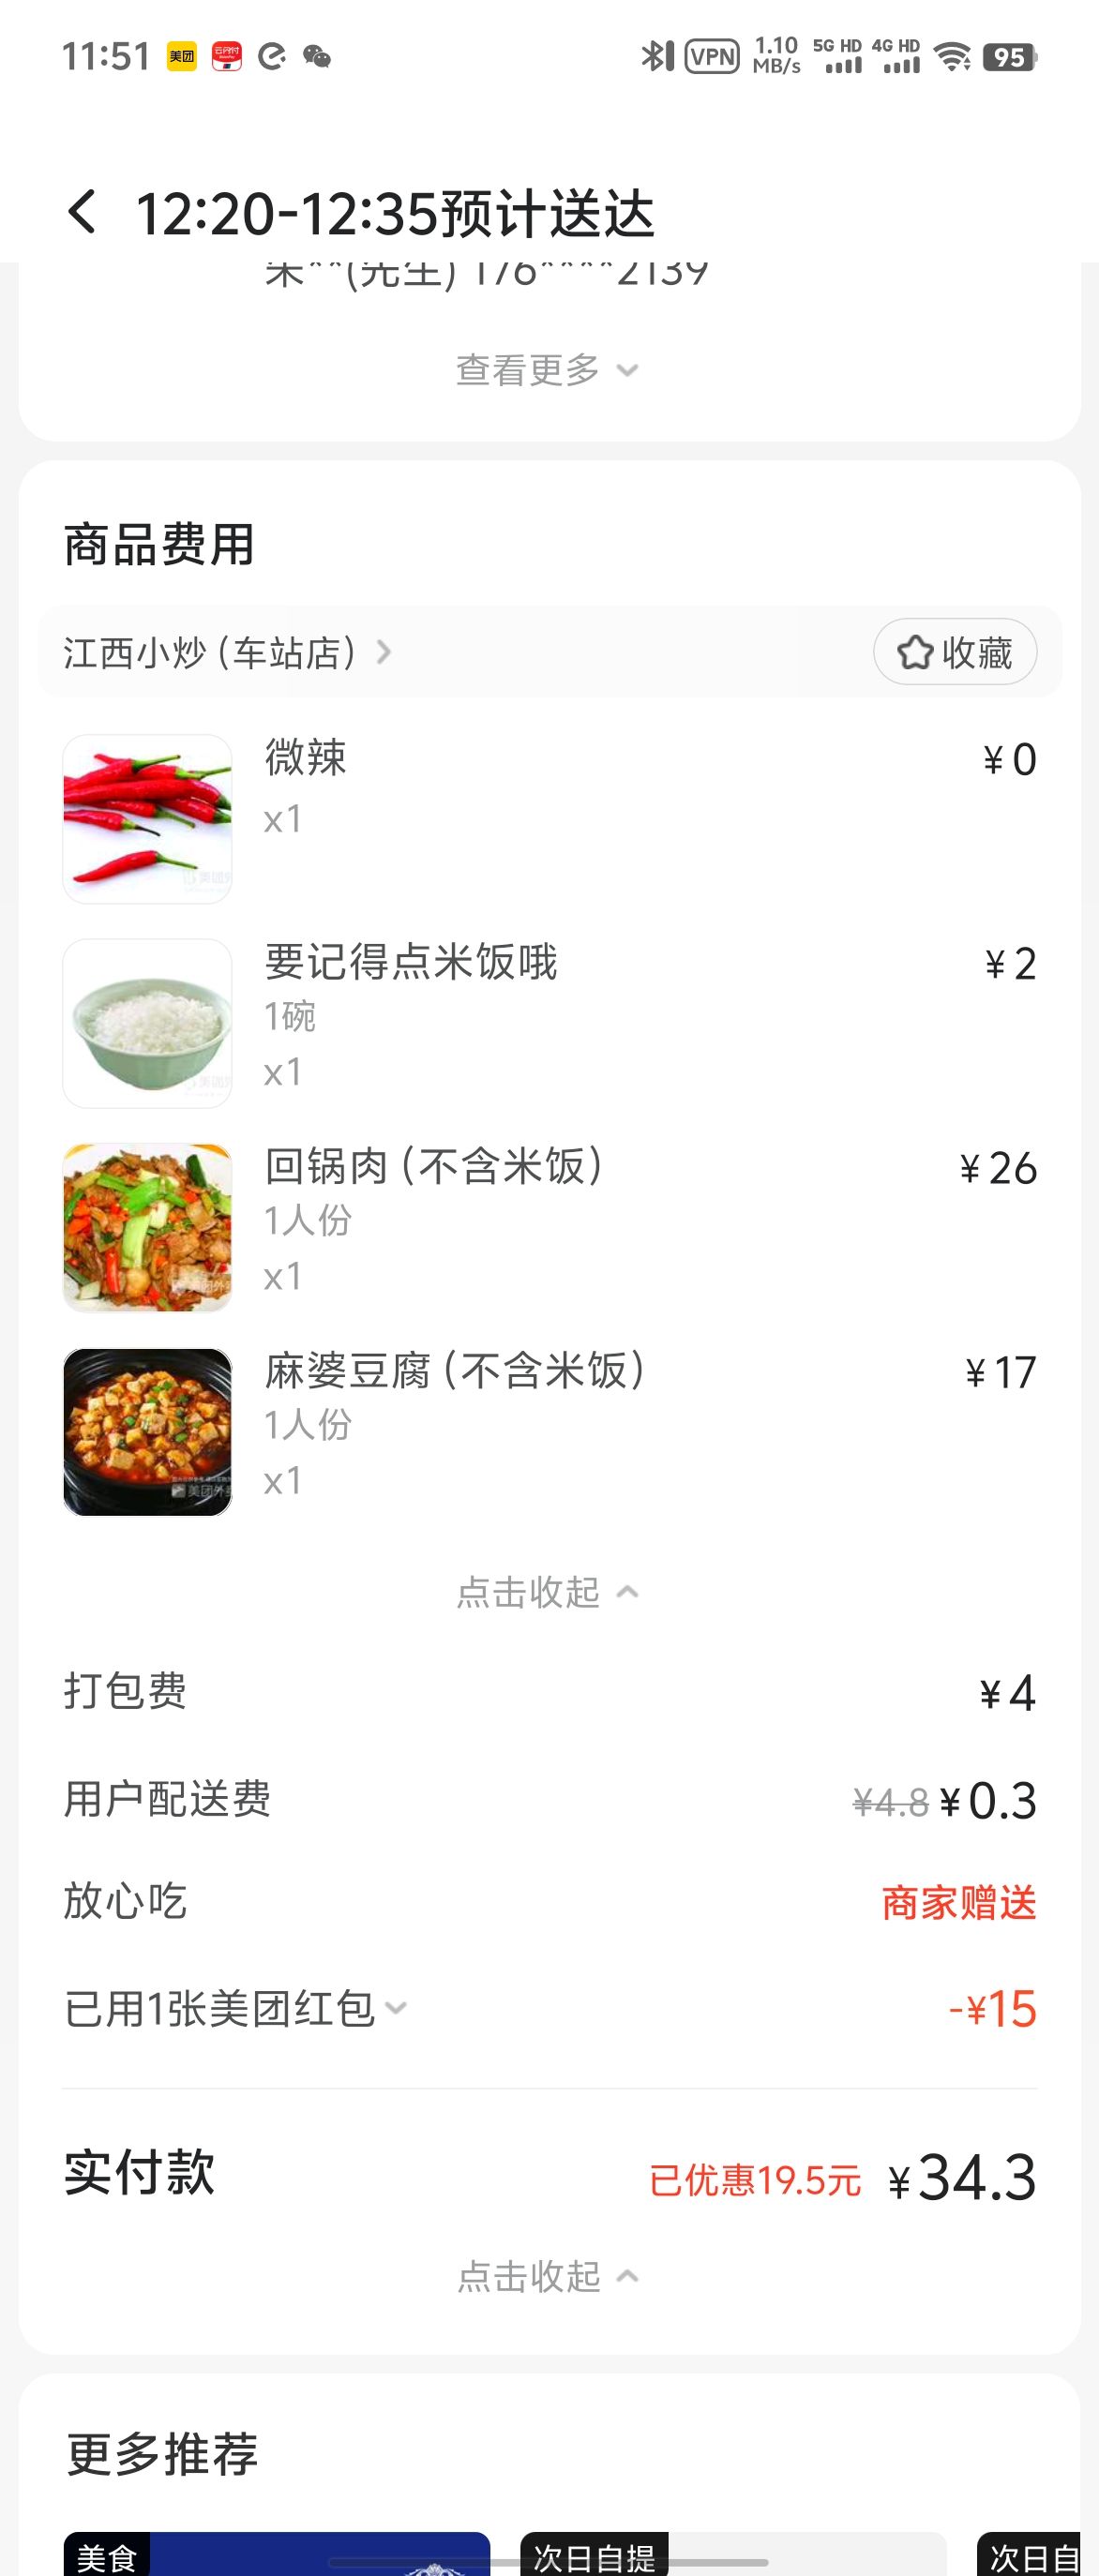 11:51 美团 云闪付 VPN 1.10 MB/s 5G HD 4G HD 95
12:20-12:35预计送达
(先生) 176****2139
查看更多
商品费用
江西小炒(车站店)
收藏
微辣 ¥0
x1
要记得点米饭哦 ¥2
1碗
x1
回锅肉(不含米饭) ¥26
1人份
x1
麻婆豆腐(不含米饭) ¥17
1人份
x1
美团外
点击收起
打包费 ¥4
用户配送费 ¥4.8 ¥0.3
放心吃 商家赠送
已用1张美团红包 -¥15
实付款 已优惠19.5元 ¥34.3
点击收起
更多推荐
美食 次日自提 次日自